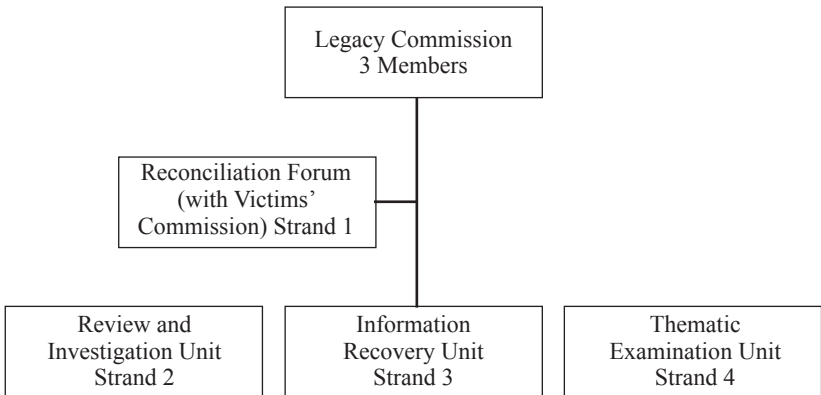 Legacy Commission
3 Members
Reconciliation Forum
(with Victims’
Commission) Strand 1
Review and
Investigation Unit
Strand 2
Information
Recovery Unit
Strand 3
Thematic
Examination Unit
Strand 4